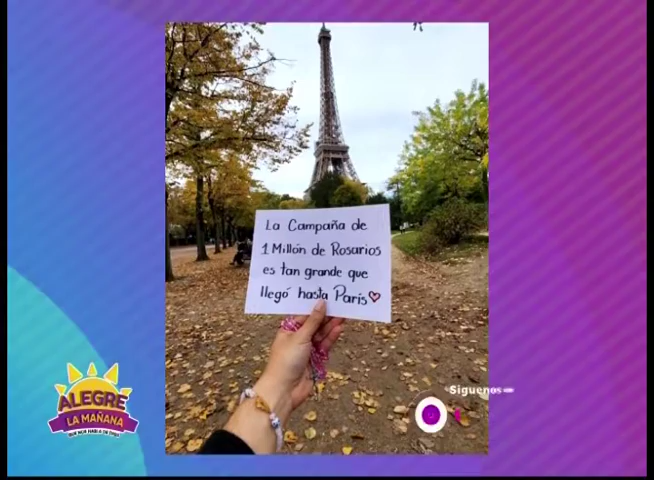 La Campaña de
1 Millón de Rosarios
es tan grande que
llegó hasta París
Síguenos
ALEGRE
LA MAÑANA